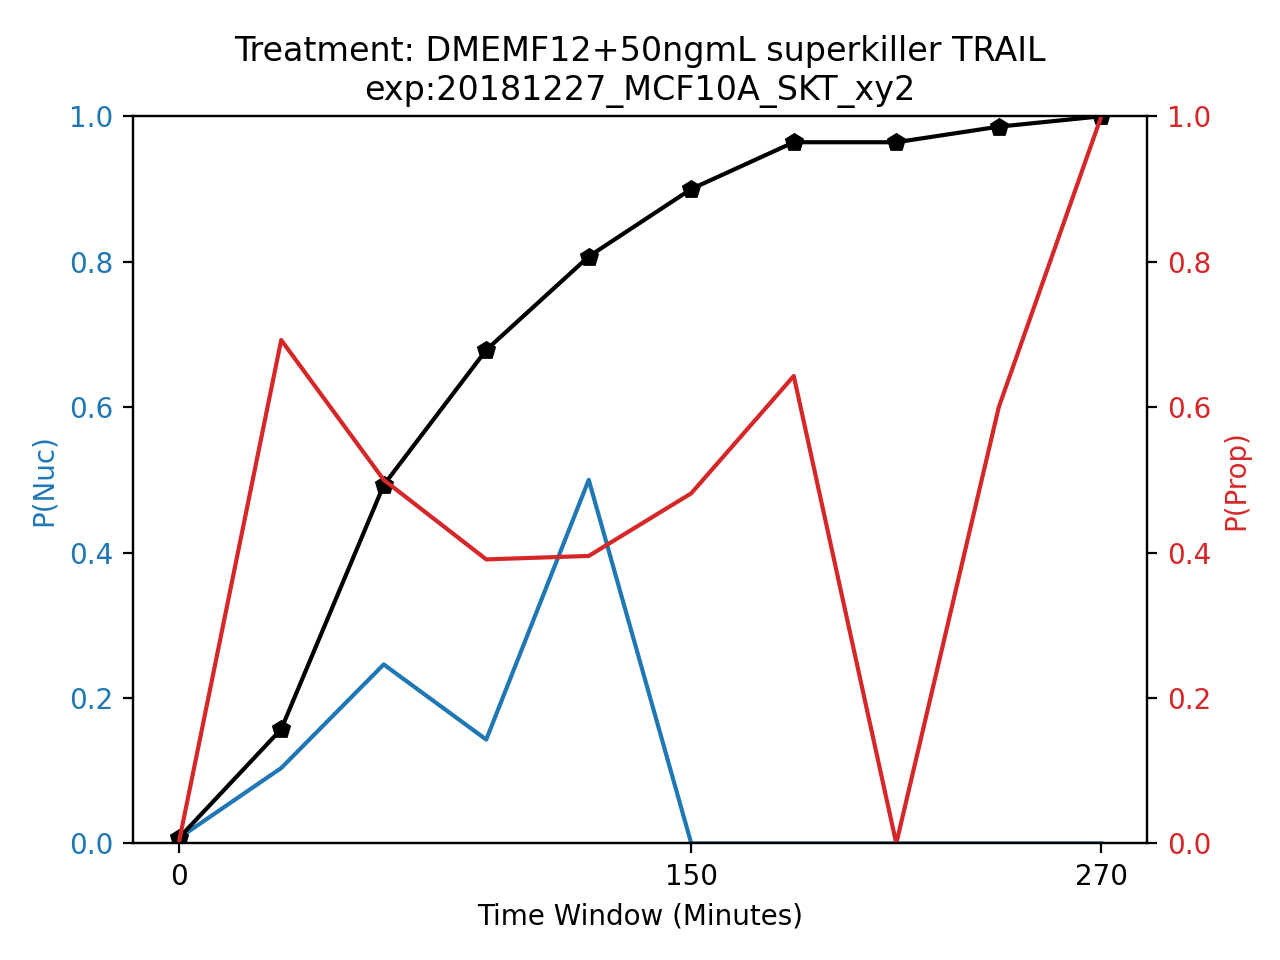 Treatment: DMEMF12+50ngmL superkiller TRAIL
exp:20181227_MCF10A_SKT_xy2
1.0
0.8
0.6
0.4
0.2
0.0
P(Nuc)
1.0
0.8
0.6
0.4
0.2
0.0
P(Prop)
0 150 270
Time Window (Minutes)